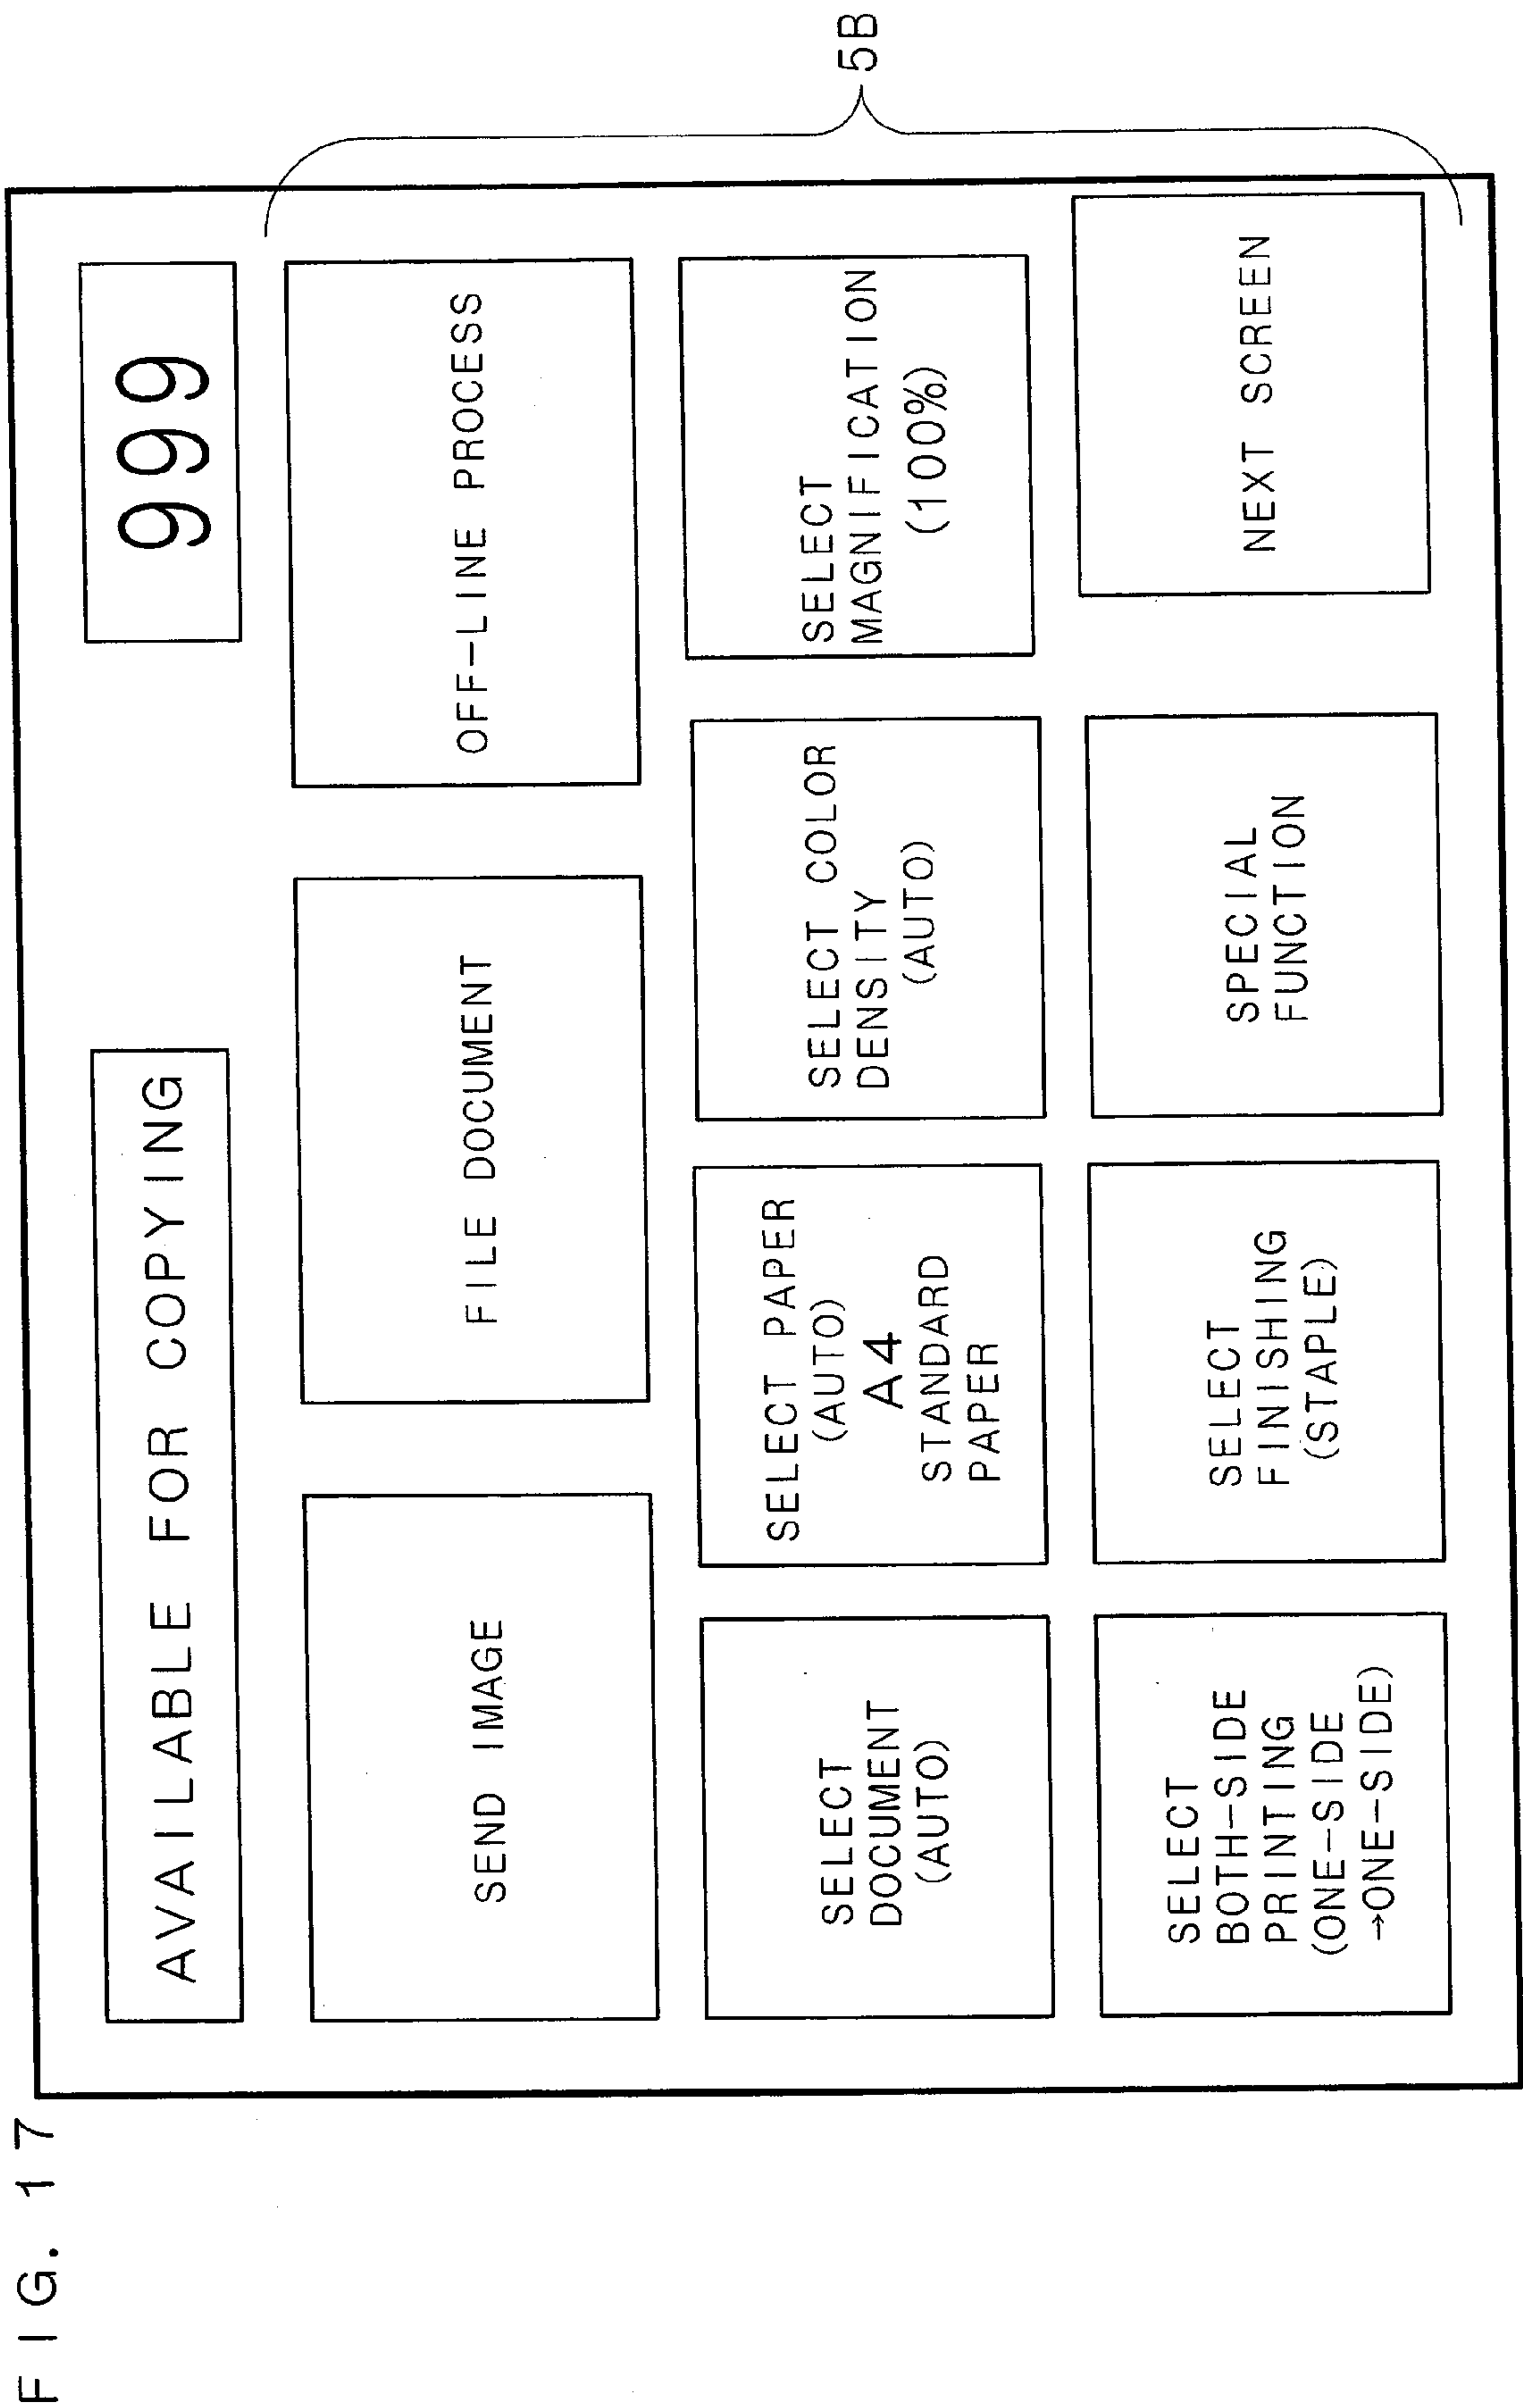 FIG. 17
AVAILABLE FOR COPYING
999
SEND IMAGE
FILE DOCUMENT
OFF-LINE PROCESS
SELECT
DOCUMENT
(AUTO)
SELECT PAPER
(AUTO)
A4
STANDARD
PAPER
SELECT COLOR
DENSITY
(AUTO)
SELECT
MAGNIFICATION
(100%)
SELECT
BOTH-SIDE
PRINTING
(ONE-SIDE
→ONE-SIDE)
SELECT
FINISHING
(STAPLE)
SPECIAL
FUNCTION
NEXT SCREEN
5B